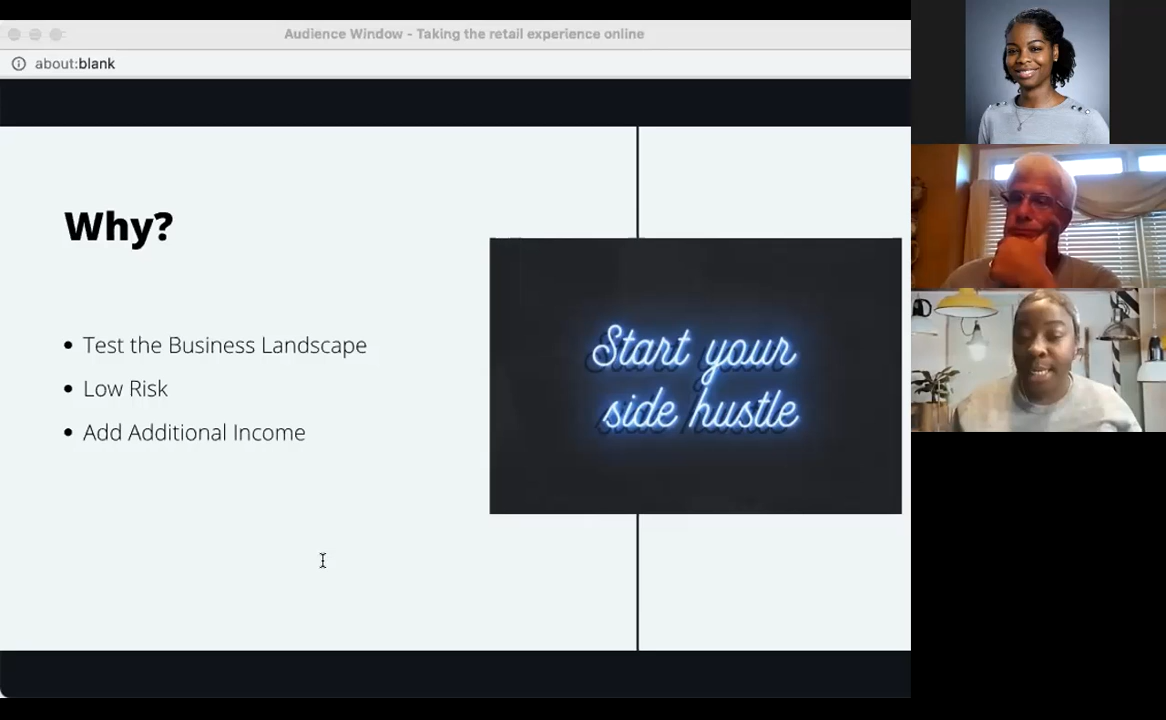 Audience Window - Taking the retail experience online
about:blank
Why?
• Test the Business Landscape
• Low Risk
• Add Additional Income
Start your
side hustle